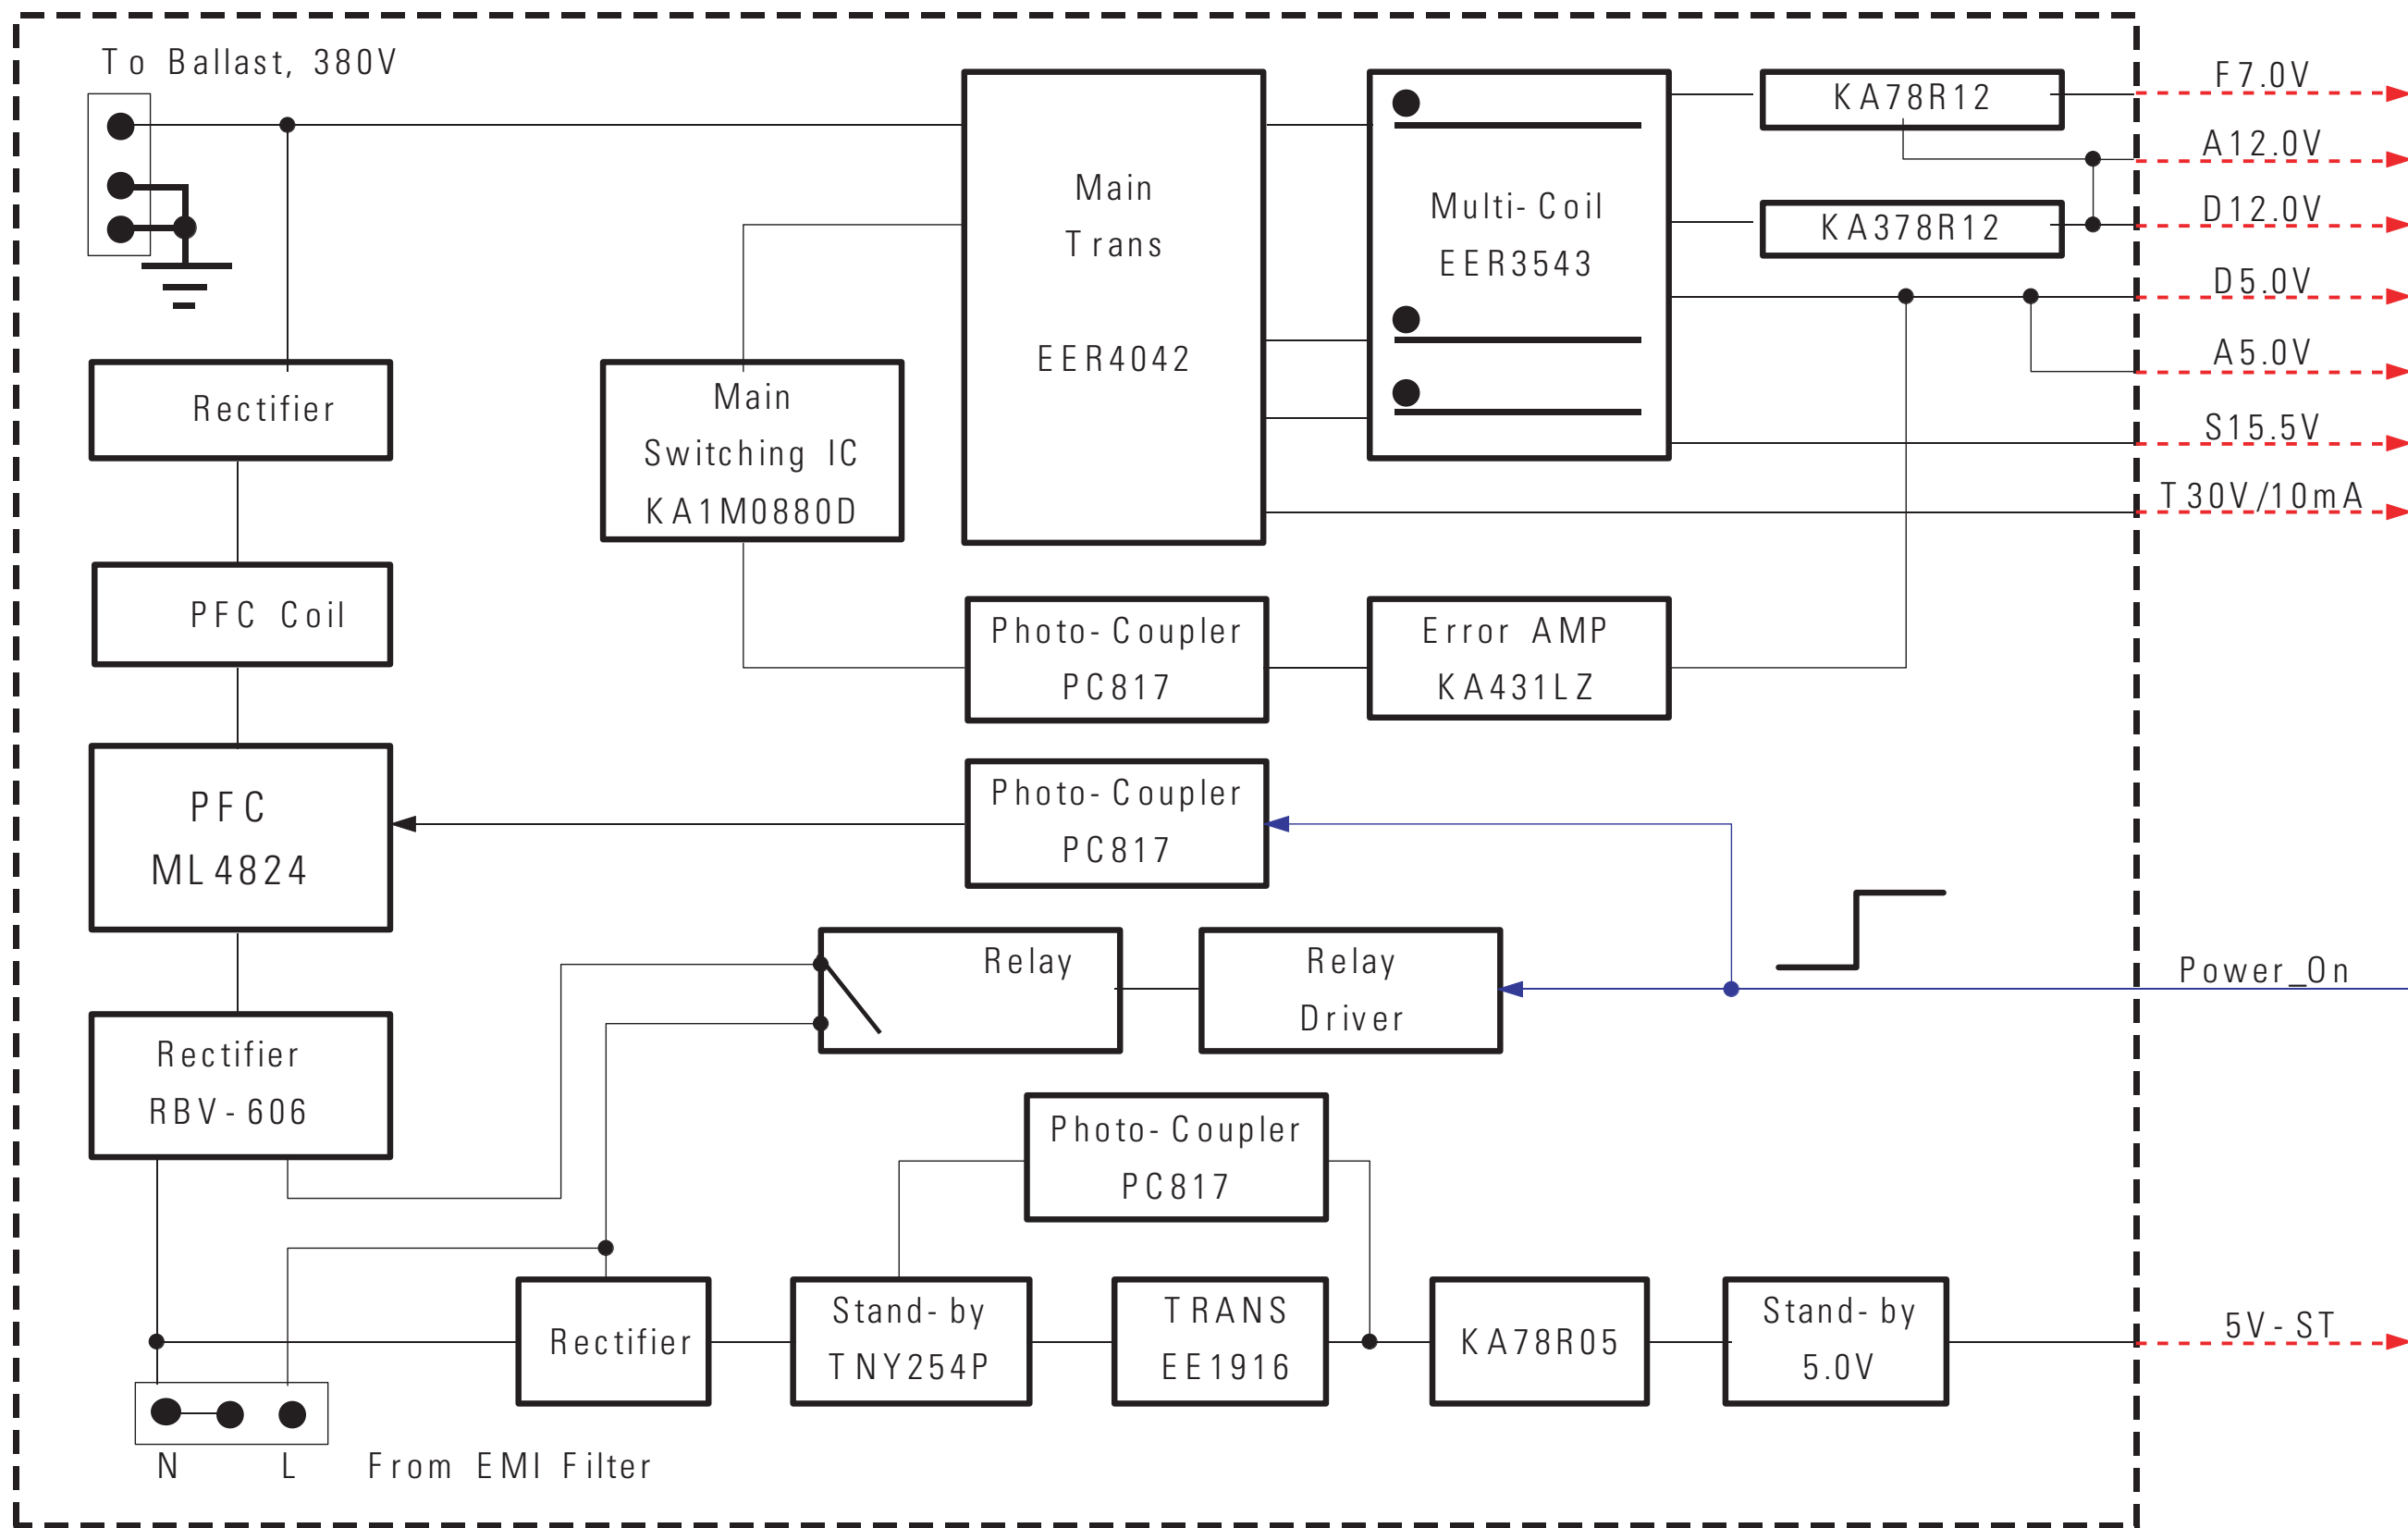 To Ballast, 380V
KA78R12
F7.0V
A12.0V
Main
Trans
EER4042
Multi-Coil
EER3543
KA378R12
D12.0V
D5.0V
A5.0V
Rectifier
Main
Switching IC
KA1M0880D
S15.5V
T30V/10mA
PFC Coil
Photo-Coupler
PC817
Error AMP
KA431LZ
PFC
ML4824
Photo-Coupler
PC817
Relay
Relay
Driver
Power_On
Rectifier
RBV-606
Photo-Coupler
PC817
Rectifier
Stand-by
TNY254P
TRANS
EE1916
KA78R05
Stand-by
5.0V
5V-ST
N
L
From EMI Filter